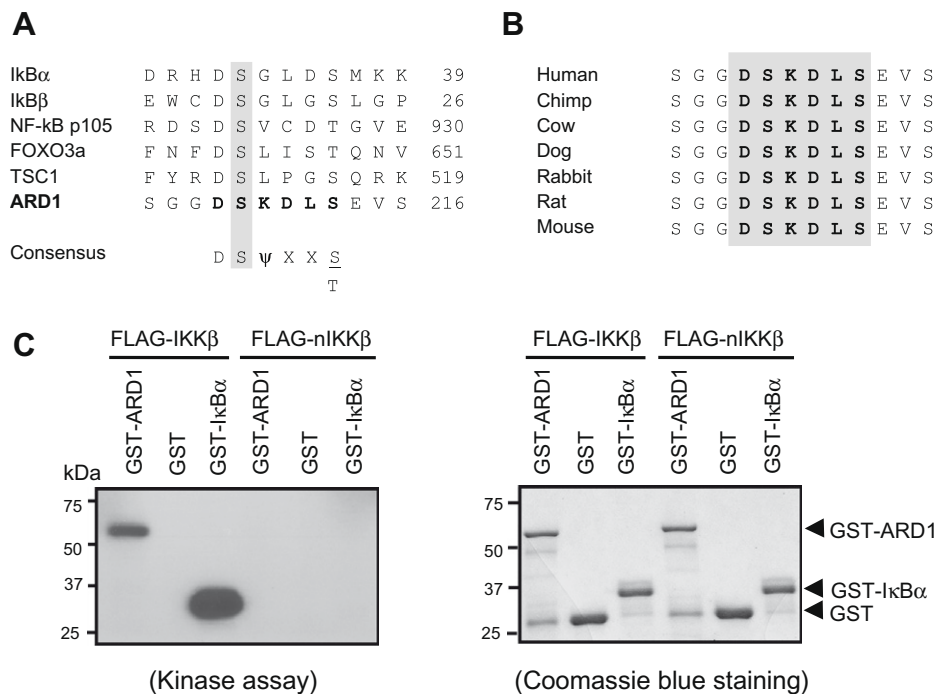 A
IkBα D R H D S G L D S M K K 39
IkBβ E W C D S G L G S L G P 26
NF-kB p105 R D S D S V C D T G V E 930
FOXO3a F N F D S L I S T Q N V 651
TSC1 F Y R D S L P G S Q R K 519
ARD1 S G G D S K D L S E V S 216
Consensus D S ψ X X S
T
B
Human S G G D S K D L S E V S
Chimp S G G D S K D L S E V S
Cow S G G D S K D L S E V S
Dog S G G D S K D L S E V S
Rabbit S G G D S K D L S E V S
Rat S G G D S K D L S E V S
Mouse S G G D S K D L S E V S
C
FLAG-IKKβ FLAG-nIKKβ
GST-ARD1
GST
GST-IκBα
GST-ARD1
GST
GST-IκBα
kDa
75
50
37
25
(Kinase assay)
FLAG-IKKβ FLAG-nIKKβ
GST-ARD1
GST
GST-IκBα
GST-ARD1
GST
GST-IκBα
75
50
37
25
GST-ARD1
GST-IκBα
GST
(Coomassie blue staining)